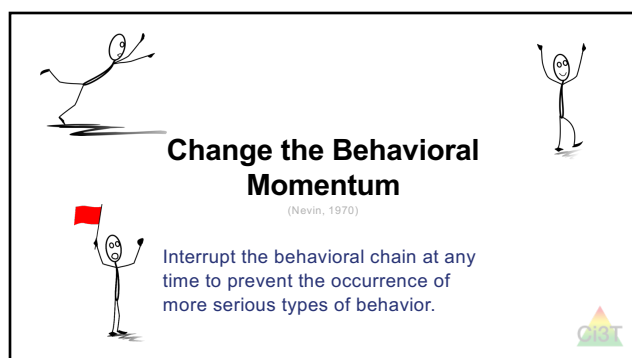 Change the Behavioral
Momentum
(Nevin, 1970)
Interrupt the behavioral chain at any
time to prevent the occurrence of
more serious types of behavior.
Ci3T